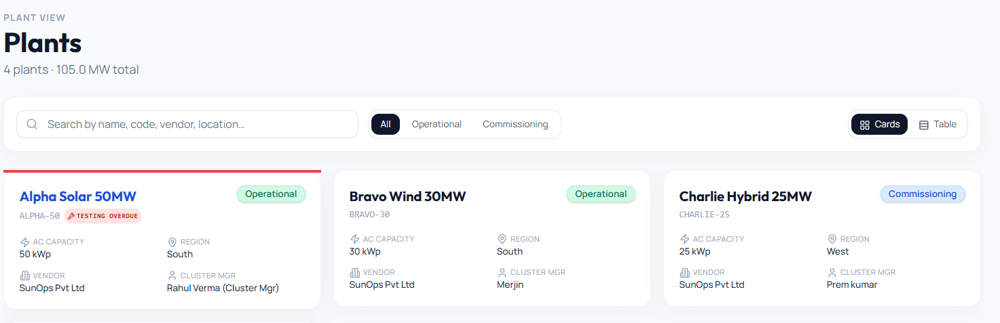 PLANT VIEW
Plants
4 plants · 105.0 MW total
Search by name, code, vendor, location...
All
Operational
Commissioning
Cards
Table
Alpha Solar 50MW
Operational
ALPHA-50
TESTING OVERDUE
AC CAPACITY
REGION
50 kWp
South
VENDOR
CLUSTER MGR
SunOps Pvt Ltd
Rahul Verma (Cluster Mgr)
Bravo Wind 30MW
Operational
BRAVO-30
AC CAPACITY
REGION
30 kWp
South
VENDOR
CLUSTER MGR
SunOps Pvt Ltd
Merjin
Charlie Hybrid 25MW
Commissioning
CHARLIE-25
AC CAPACITY
REGION
25 kWp
West
VENDOR
CLUSTER MGR
SunOps Pvt Ltd
Prem kumar